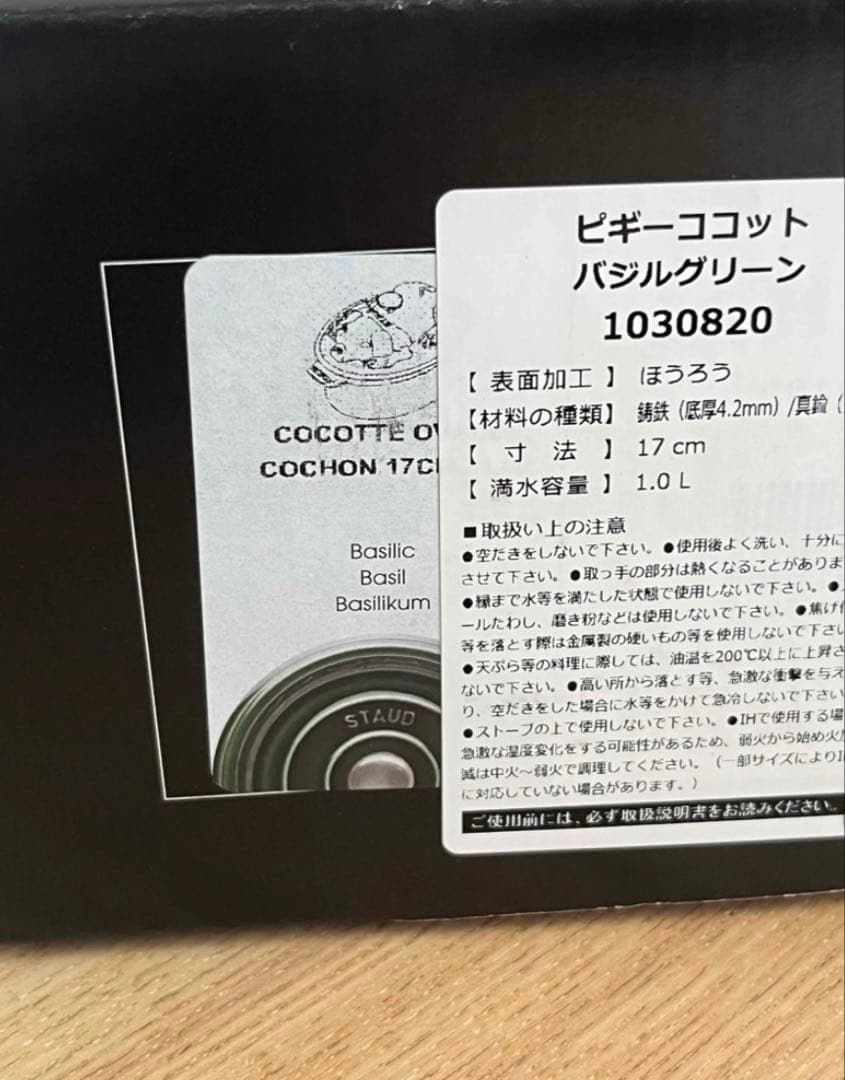 COCOTTE O
COCHON 17C
Basilic
Basil
Basilikum
STAUD
ピギーココット
バジルグリーン
1030820
【 表面加工 】 ほうろう
【材料の種類】 鋳鉄（底厚4.2mm）/真鍮（
【 寸 法 】 17 cm
【 満水容量 】 1.0 L
■取扱い上の注意
●空だきをしないで下さい。●使用後よく洗い、十分に
させて下さい。●取っ手の部分は熱くなることがありま
●縁まで水等を満たした状態で使用しないで下さい。●
ールたわし、磨き粉などは使用しないで下さい。●焦げ付
等を落とす際は金属製の硬いもの等を使用しないで下さい
●天ぷら等の料理に際しては、油温を200℃以上に上昇さ
ないで下さい。●高い所から落とす等、急激な衝撃を与え
り、空だきをした場合に水等をかけて急冷しないで下さい
●ストーブの上で使用しないで下さい。●IHで使用する場
急激な温度変化をする可能性があるため、弱火から始め火加
減は中火～弱火で調理してください。（一部サイズによりI
に対応していない場合があります。）
ご使用前には、必ず取扱説明書をお読みください。